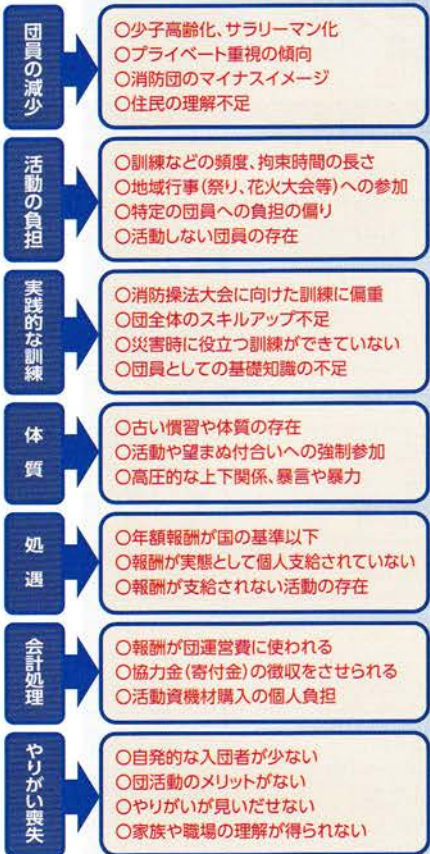 団員の減少
○少子高齢化、サラリーマン化
○プライベート重視の傾向
○消防団のマイナスイメージ
○住民の理解不足
活動の負担
○訓練などの頻度、拘束時間の長さ
○地域行事(祭り、花火大会等)への参加
○特定の団員への負担の偏り
○活動しない団員の存在
実践的な訓練
○消防操法大会に向けた訓練に偏重
○団全体のスキルアップ不足
○災害時に役立つ訓練ができていない
○団員としての基礎知識の不足
体質
○古い慣習や体質の存在
○活動や望まぬ付合いへの強制参加
○高圧的な上下関係、暴言や暴力
処遇
○年額報酬が国の基準以下
○報酬が実態として個人支給されていない
○報酬が支給されない活動の存在
会計処理
○報酬が団運営費に使われる
○協力金(寄付金)の徴収をさせられる
○活動資機材購入の個人負担
やりがい喪失
○自発的な入団者が少ない
○団活動のメリットがない
○やりがいが見いだせない
○家族や職場の理解が得られない